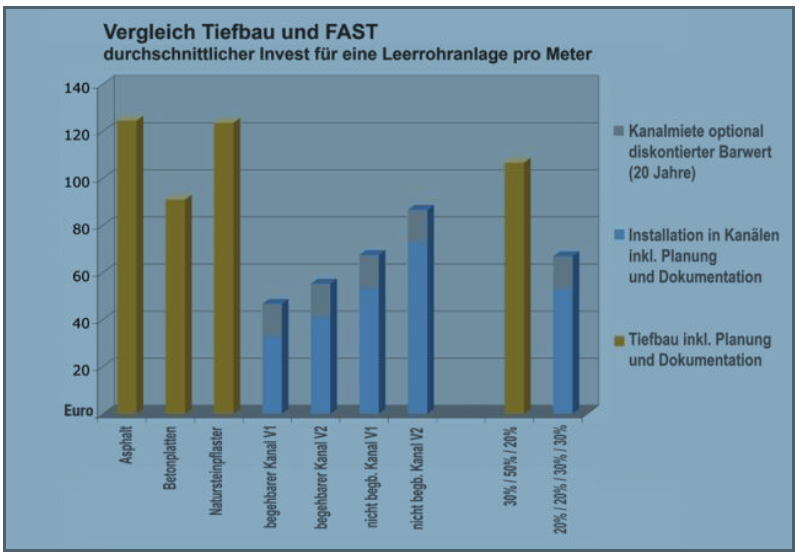 Vergleich Tiefbau und FAST
durchschnittlicher Invest für eine Leerrohranlage pro Meter
140
120
100
80
60
40
20
Euro
Asphalt
Betonplatten
Natursteinpflaster
begehbarer Kanal V1
begehbarer Kanal V2
nicht begb. Kanal V1
nicht begb. Kanal V2
30% / 50% / 20%
20% / 20% / 30% / 30%
Kanalmiete optional
diskontierter Barwert
(20 Jahre)
Installation in Kanälen
inkl. Planung
und Dokumentation
Tiefbau inkl. Planung
und Dokumentation